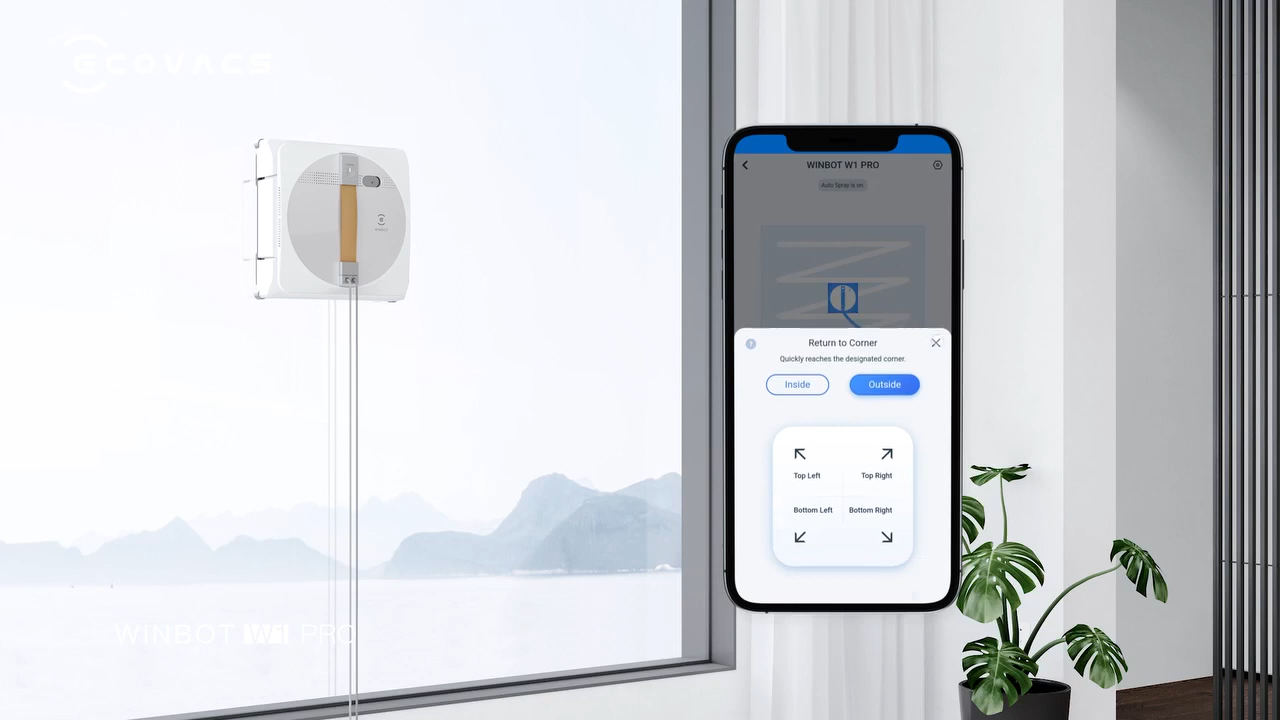 ECOVACS
WINBOT W1 PRO
WINBOT W1 PRO
Auto Spray is on
?
Return to Corner
Quickly reaches the designated corner.
Inside
Outside
Top Left
Top Right
Bottom Left
Bottom Right